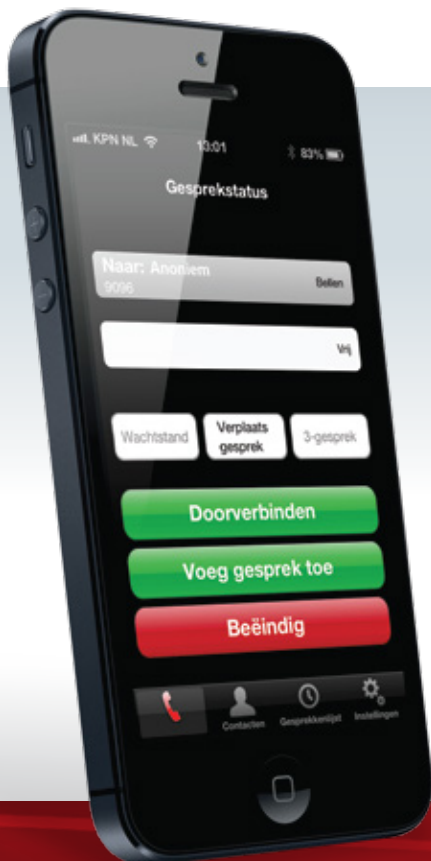 KPN NL 13:01 83%
Gesprekstatus
Naar: Anoniem
9096 Bellen
Vrij
Wachtstand Verplaats gesprek 3-gesprek
Doorverbinden
Voeg gesprek toe
Beëindig
Contacten Gesprekkenlijst Instellingen